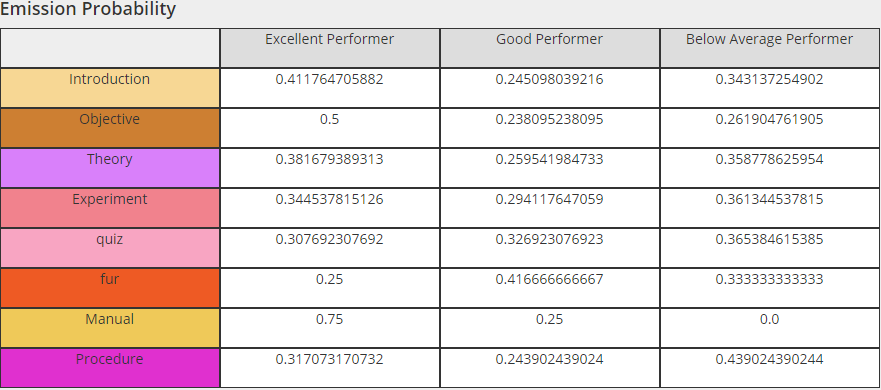 Emission Probability
Excellent Performer Good Performer Below Average Performer
Introduction 0.411764705882 0.245098039216 0.343137254902
Objective 0.5 0.238095238095 0.261904761905
Theory 0.381679389313 0.259541984733 0.358778625954
Experiment 0.344537815126 0.294117647059 0.361344537815
quiz 0.307692307692 0.326923076923 0.365384615385
fur 0.25 0.416666666667 0.333333333333
Manual 0.75 0.25 0.0
Procedure 0.317073170732 0.243902439024 0.439024390244